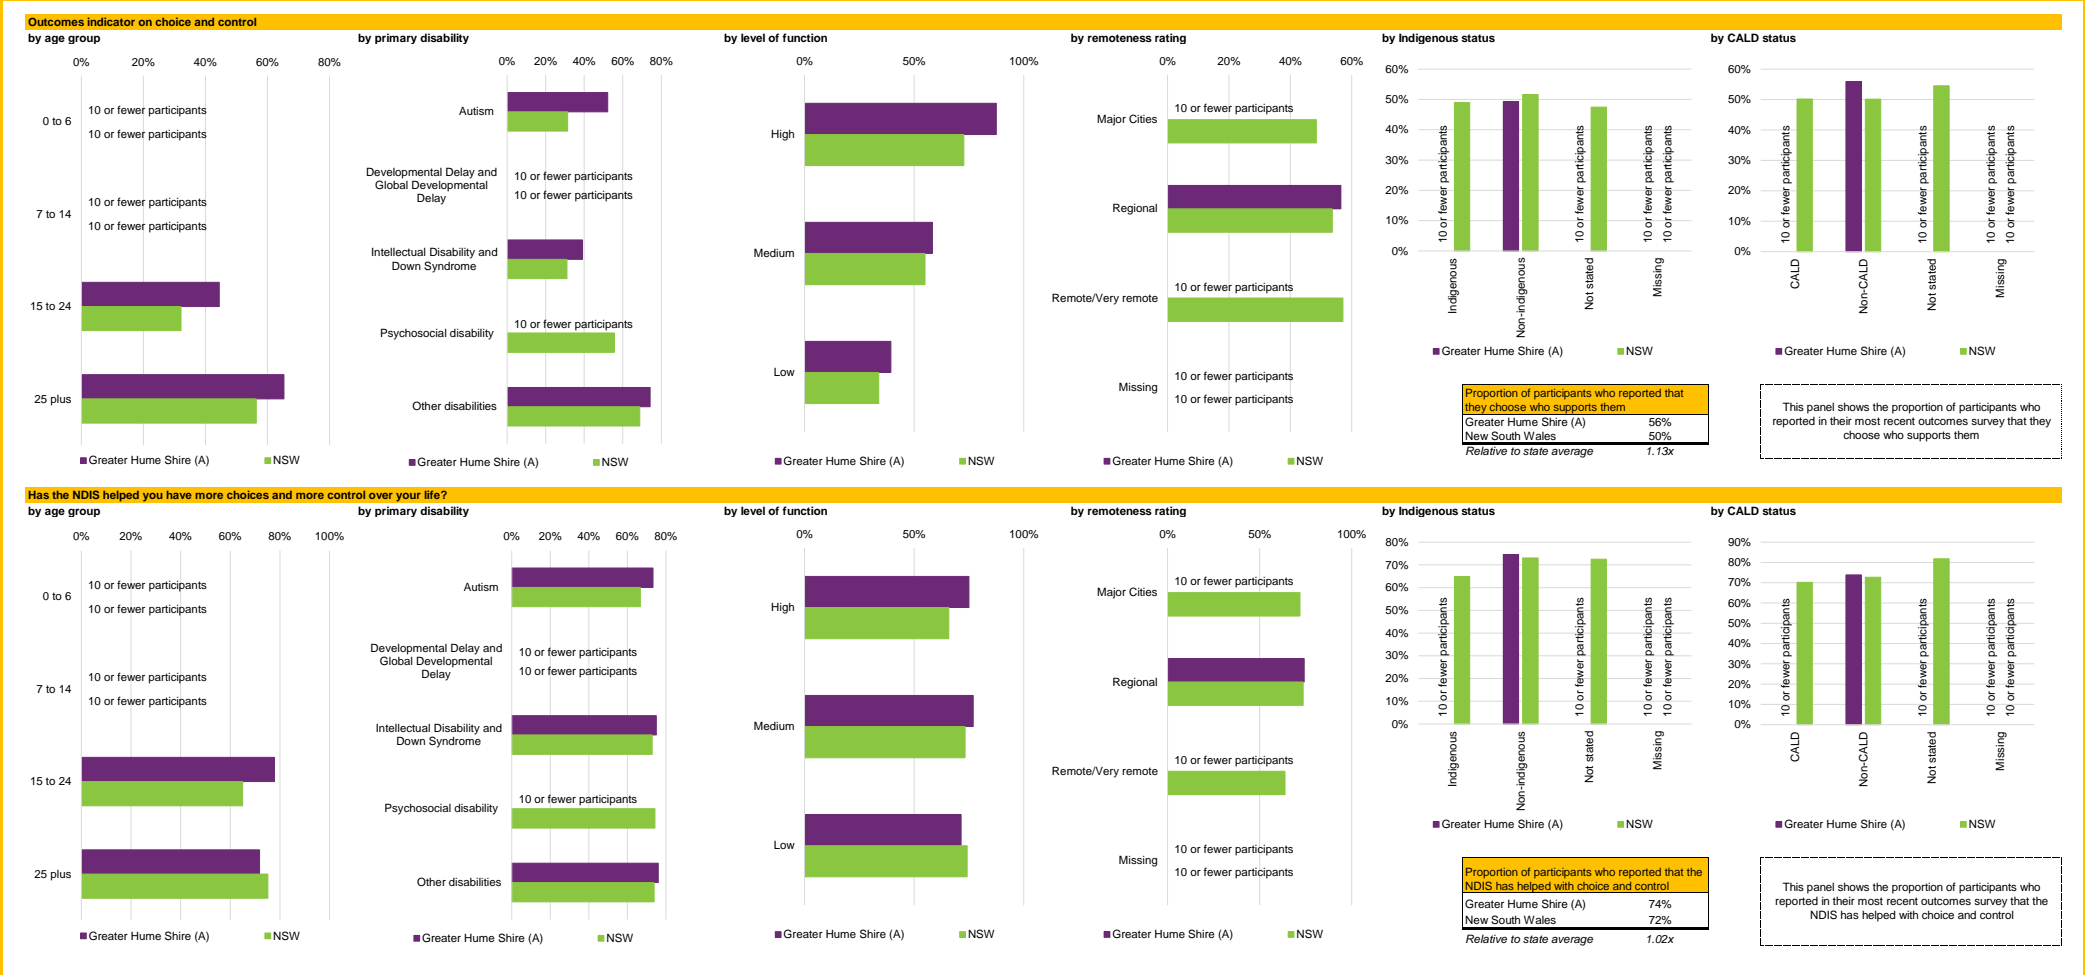 Outcomes indicator on choice and control
by age group
0% 20% 40% 60% 80%
0 to 6
10 or fewer participants
10 or fewer participants
7 to 14
10 or fewer participants
10 or fewer participants
15 to 24
25 plus
Greater Hume Shire (A) NSW
by primary disability
0% 20% 40% 60% 80%
Autism
Developmental Delay and
Global Developmental
Delay
10 or fewer participants
10 or fewer participants
Intellectual Disability and
Down Syndrome
Psychosocial disability
10 or fewer participants
Other disabilities
Greater Hume Shire (A) NSW
by level of function
0% 50% 100%
High
Medium
Low
Greater Hume Shire (A) NSW
by remoteness rating
0% 20% 40% 60%
Major Cities
10 or fewer participants
Regional
Remote/Very remote
10 or fewer participants
Missing
10 or fewer participants
10 or fewer participants
Greater Hume Shire (A) NSW
by Indigenous status
60%
50%
40%
30%
20%
10%
0%
10 or fewer participants
10 or fewer participants
10 or fewer participants
10 or fewer participants
Indigenous
Non-indigenous
Not stated
Missing
Greater Hume Shire (A) NSW
by CALD status
60%
50%
40%
30%
20%
10%
0%
10 or fewer participants
10 or fewer participants
10 or fewer participants
10 or fewer participants
CALD
Non-CALD
Not stated
Missing
Greater Hume Shire (A) NSW
Proportion of participants who reported that
they choose who supports them
Greater Hume Shire (A) 56%
New South Wales 50%
Relative to state average 1.13x
This panel shows the proportion of participants who
reported in their most recent outcomes survey that they
choose who supports them
Has the NDIS helped you have more choices and more control over your life?
by age group
0% 20% 40% 60% 80% 100%
0 to 6
10 or fewer participants
10 or fewer participants
7 to 14
10 or fewer participants
10 or fewer participants
15 to 24
25 plus
Greater Hume Shire (A) NSW
by primary disability
0% 20% 40% 60% 80%
Autism
Developmental Delay and
Global Developmental
Delay
10 or fewer participants
10 or fewer participants
Intellectual Disability and
Down Syndrome
Psychosocial disability
10 or fewer participants
Other disabilities
Greater Hume Shire (A) NSW
by level of function
0% 50% 100%
High
Medium
Low
Greater Hume Shire (A) NSW
by remoteness rating
0% 50% 100%
Major Cities
10 or fewer participants
Regional
Remote/Very remote
10 or fewer participants
Missing
10 or fewer participants
10 or fewer participants
Greater Hume Shire (A) NSW
by Indigenous status
80%
70%
60%
50%
40%
30%
20%
10%
0%
10 or fewer participants
10 or fewer participants
10 or fewer participants
10 or fewer participants
Indigenous
Non-indigenous
Not stated
Missing
Greater Hume Shire (A) NSW
by CALD status
90%
80%
70%
60%
50%
40%
30%
20%
10%
0%
10 or fewer participants
10 or fewer participants
10 or fewer participants
10 or fewer participants
CALD
Non-CALD
Not stated
Missing
Greater Hume Shire (A) NSW
Proportion of participants who reported that the
NDIS has helped with choice and control
Greater Hume Shire (A) 74%
New South Wales 72%
Relative to state average 1.02x
This panel shows the proportion of participants who
reported in their most recent outcomes survey that the
NDIS has helped with choice and control